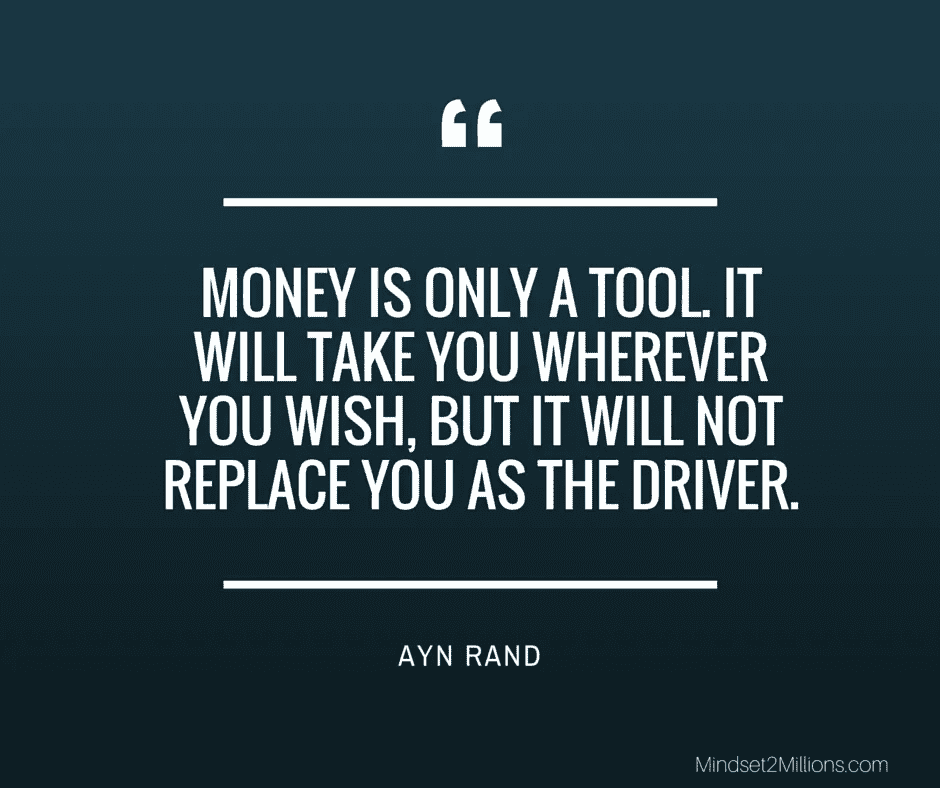 “
MONEY IS ONLY A TOOL. IT
WILL TAKE YOU WHEREVER
YOU WISH, BUT IT WILL NOT
REPLACE YOU AS THE DRIVER.
AYN RAND
Mindset2Millions.com